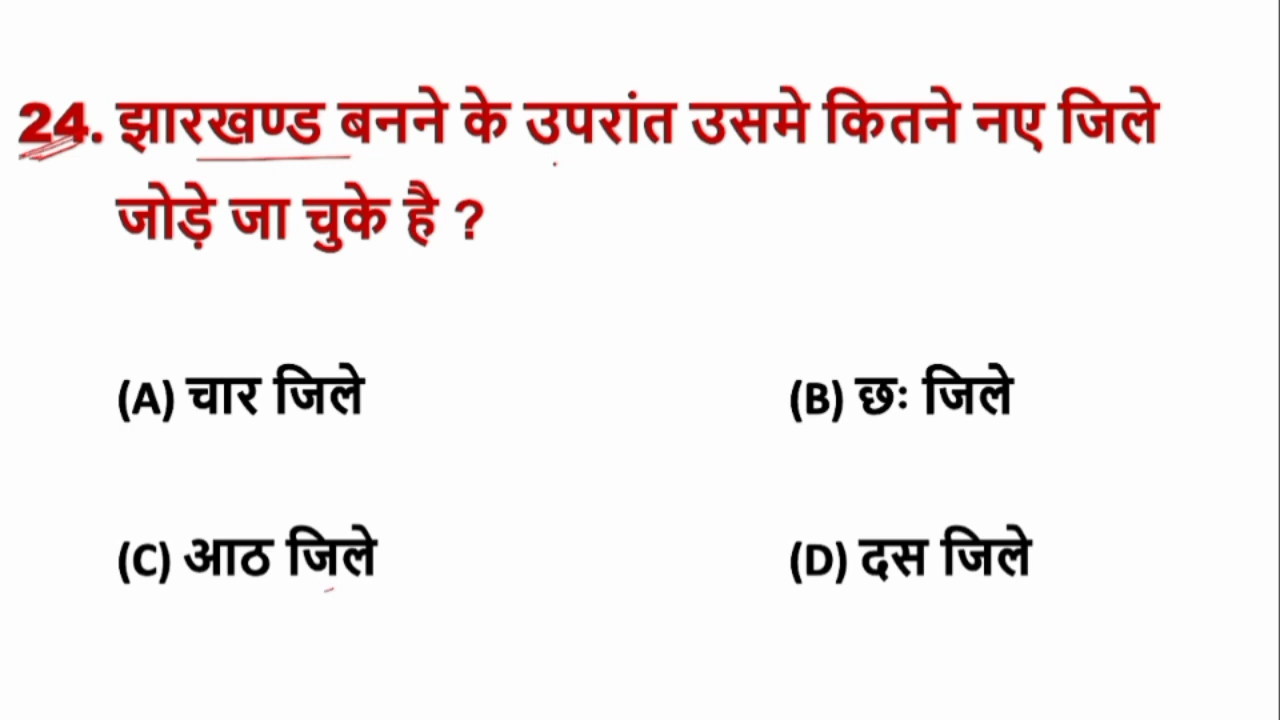 24. झारखण्ड बनने के उपरांत उसमे कितने नए जिले
जोड़े जा चुके है ?
(A) चार जिले
(B) छः जिले
(C) आठ जिले
(D) दस जिले